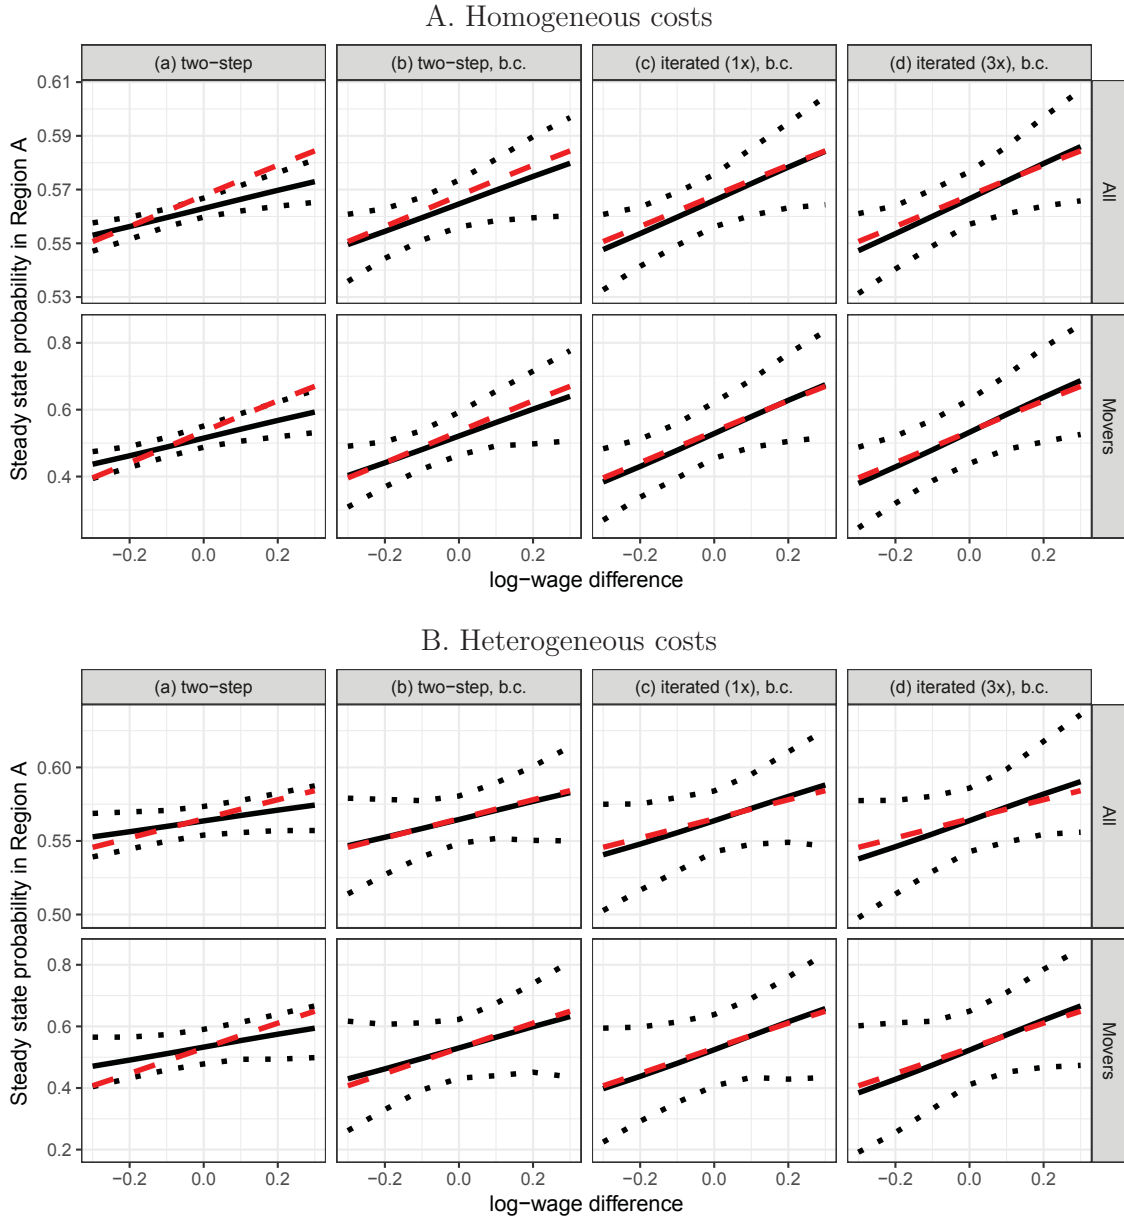 A. Homogeneous costs
(a) two-step
(b) two-step, b.c.
(c) iterated (1x), b.c.
(d) iterated (3x), b.c.
0.61
0.59
0.57
0.55
0.53
All
0.8
0.6
0.4
Movers
Steady state probability in Region A
−0.2
0.0
0.2
−0.2
0.0
0.2
−0.2
0.0
0.2
−0.2
0.0
0.2
log−wage difference
B. Heterogeneous costs
(a) two-step
(b) two-step, b.c.
(c) iterated (1x), b.c.
(d) iterated (3x), b.c.
0.60
0.55
0.50
All
0.8
0.6
0.4
0.2
Movers
Steady state probability in Region A
−0.2
0.0
0.2
−0.2
0.0
0.2
−0.2
0.0
0.2
−0.2
0.0
0.2
log−wage difference